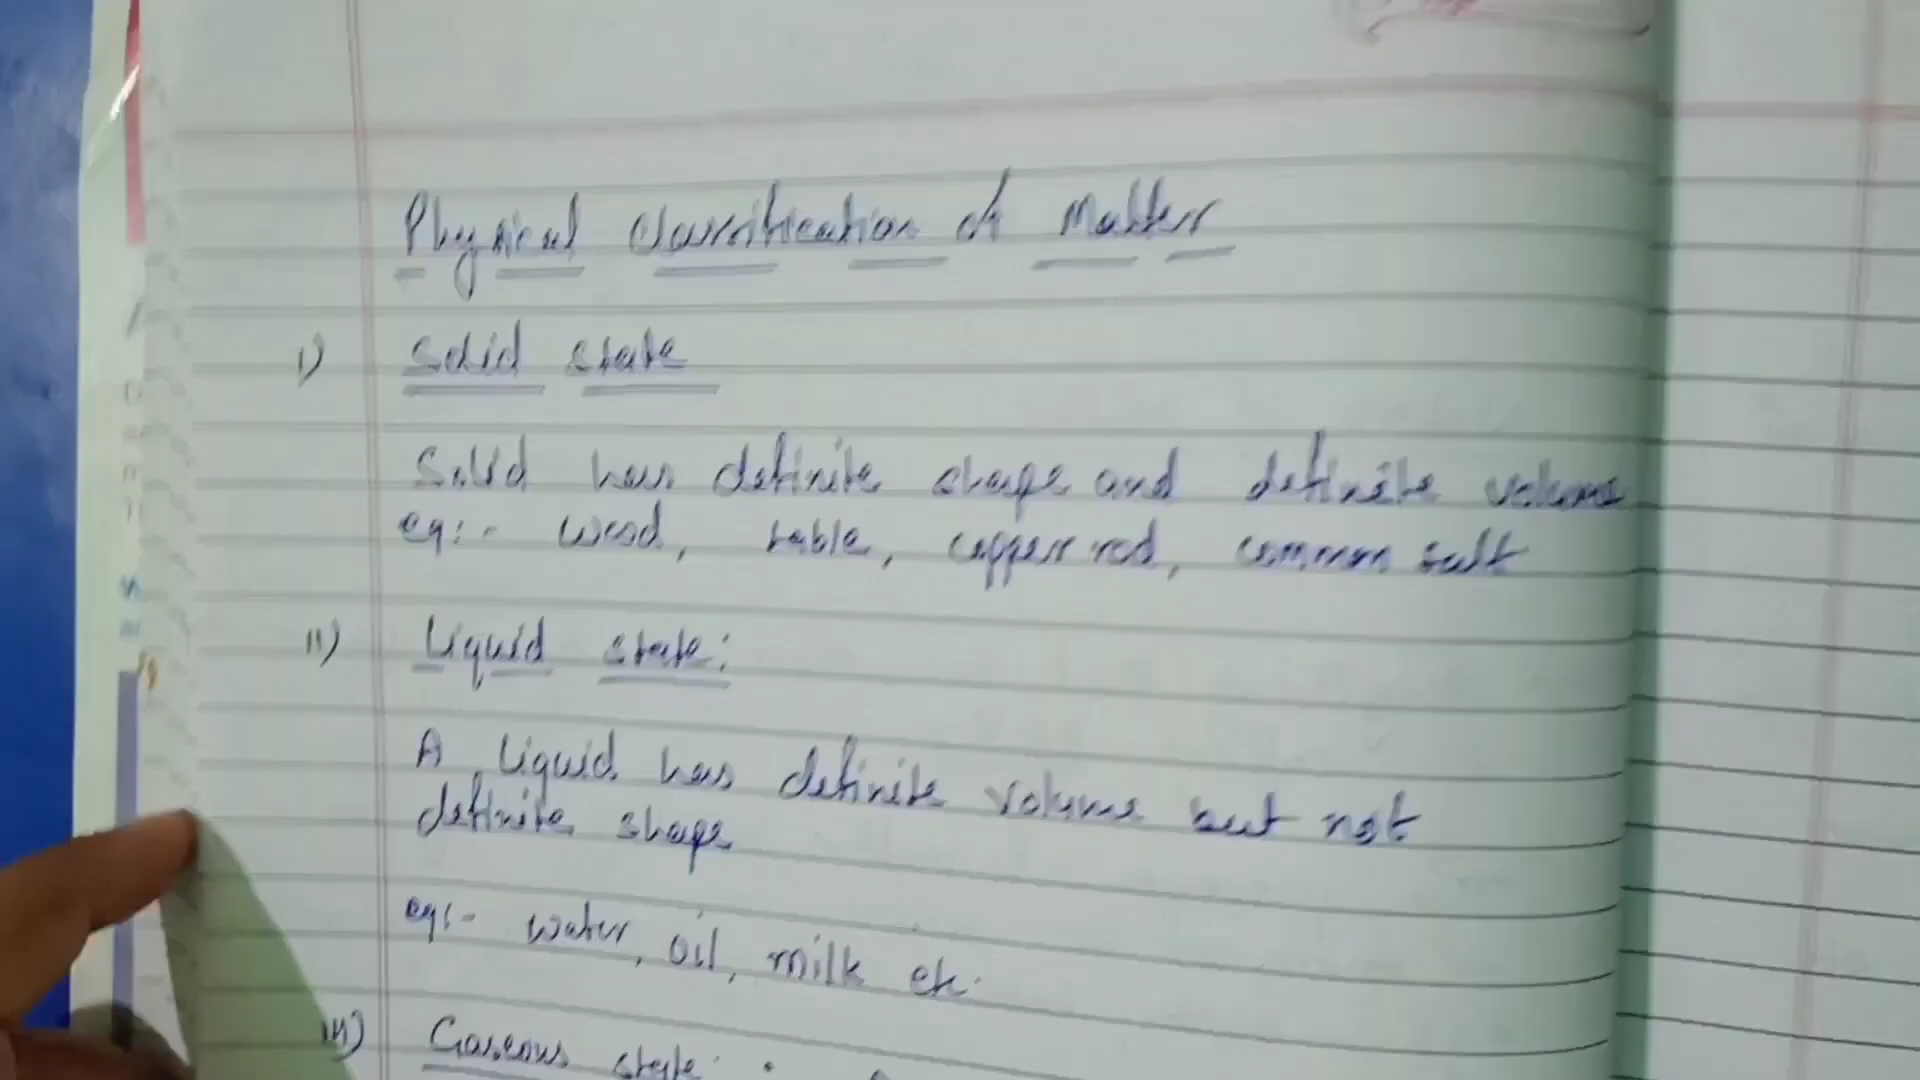 Physical classification of Matter
i) Solid state
Solid has definite shape and definite volume
eg:- wood, table, copper rod, common salt
ii) Liquid state:
A liquid has definite volume but not
definite shape
eg:- water, oil, milk etc.
iii) Gaseous state: